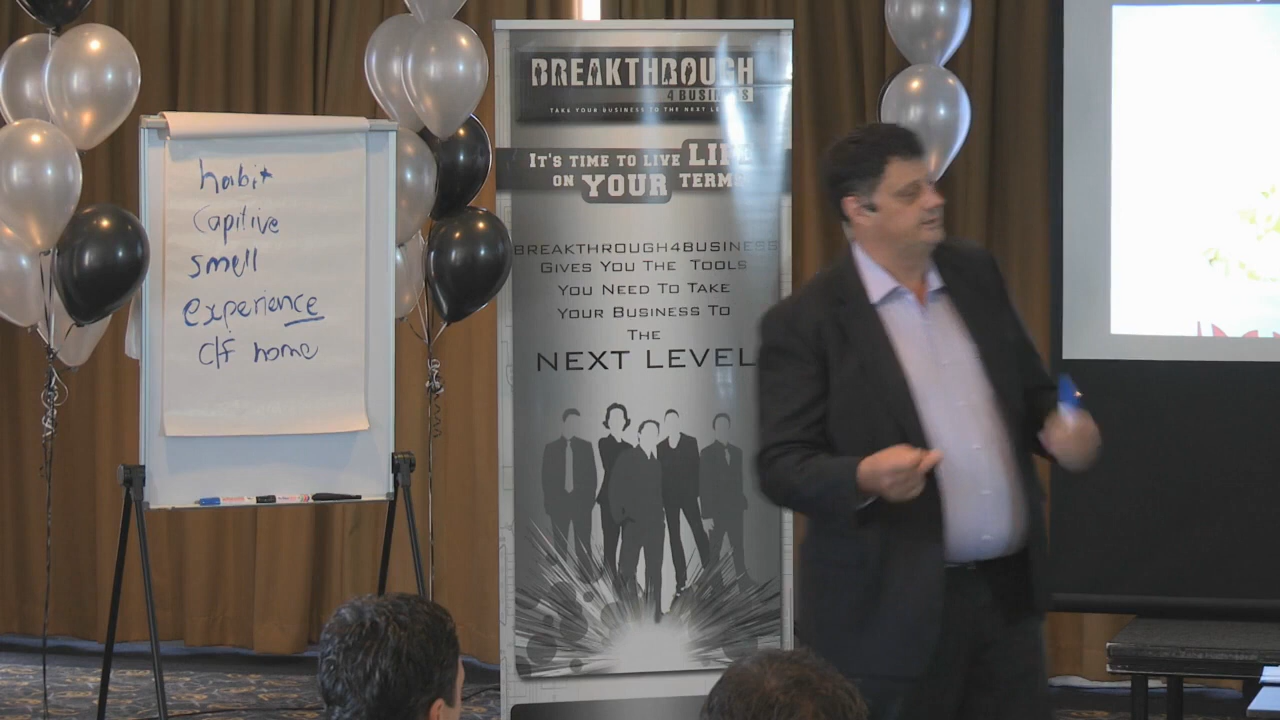 habit
Capitive
smell
experience
c/f home
BREAKTHROUGH
4 BUSINESS
TAKE YOUR BUSINESS TO THE NEXT LEVEL
IT'S TIME TO LIVE LIFE
ON YOUR TERMS
BREAKTHROUGH4BUSINESS
GIVES YOU THE TOOLS
YOU NEED TO TAKE
YOUR BUSINESS TO
THE
NEXT LEVEL